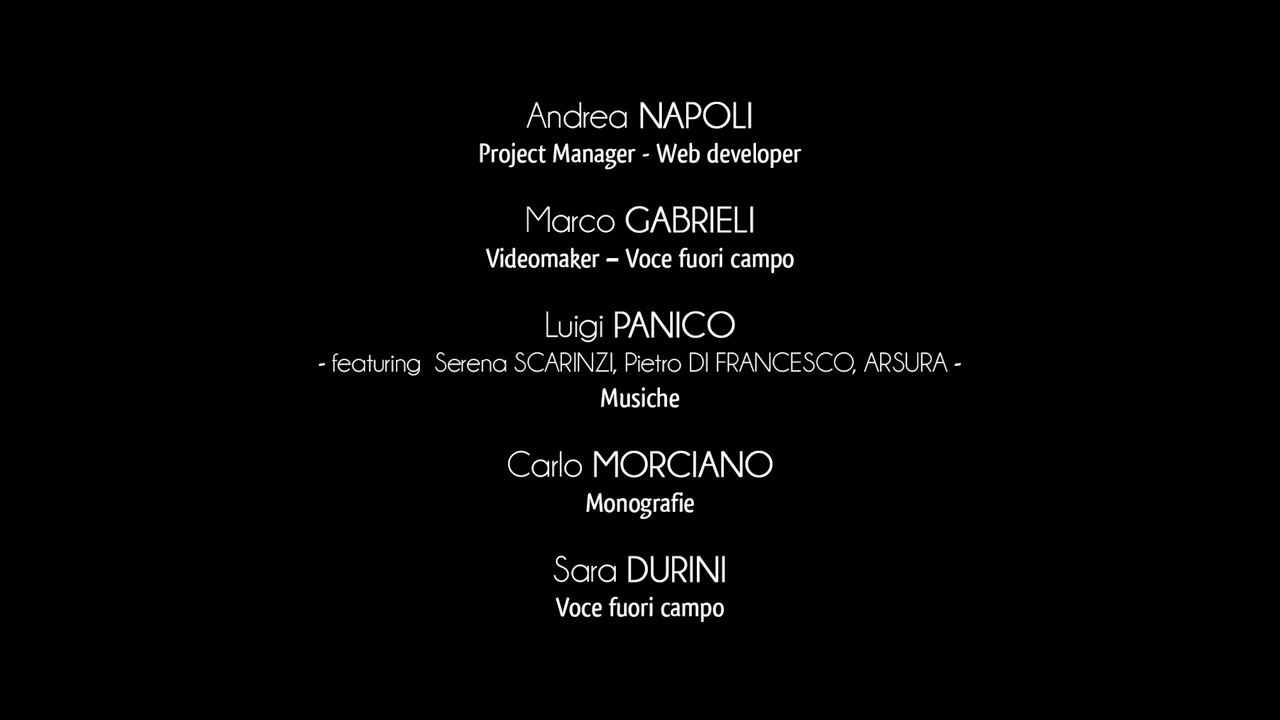 Andrea NAPOLI
Project Manager - Web developer
Marco GABRIELI
Videomaker – Voce fuori campo
Luigi PANICO
- featuring  Serena SCARINZI, Pietro DI FRANCESCO, ARSURA -
Musiche
Carlo MORCIANO
Monografie
Sara DURINI
Voce fuori campo